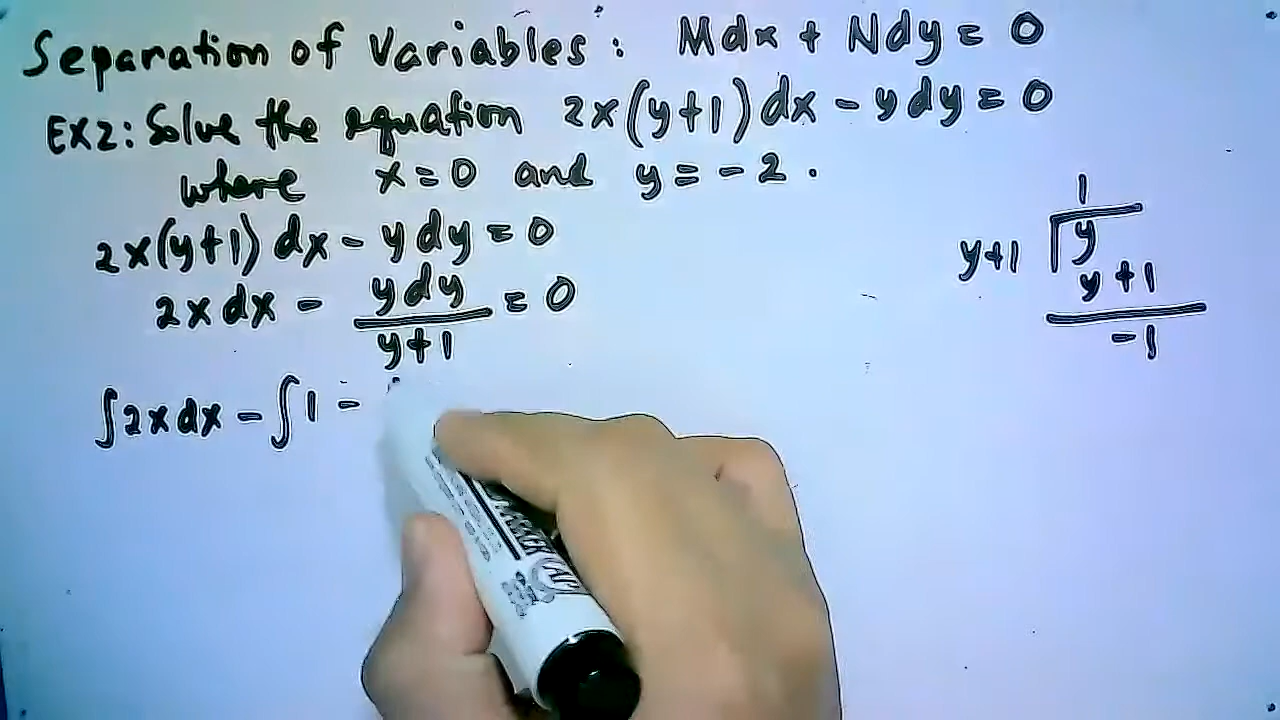 Separation of Variables: Mdx + Ndy = 0
EX2: Solve the equation 2x(y+1)dx - ydy = 0
where x=0 and y=-2.
2x(y+1)dx - ydy = 0
2xdx - ydy/y+1 = 0
∫2xdx - ∫1 -
1
y+1 y
y+1
-1